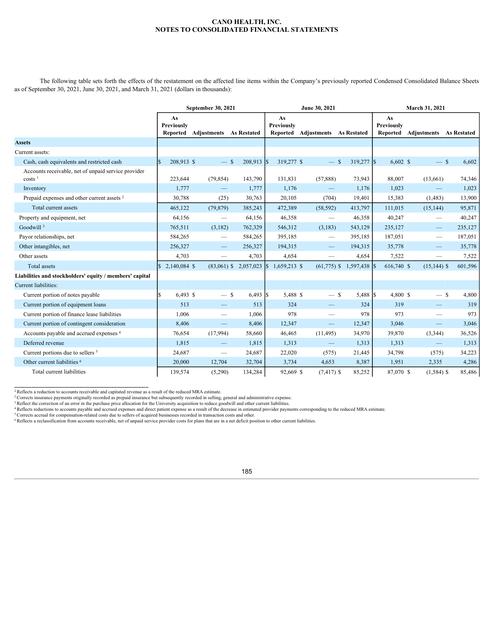 CANO HEALTH, INC.
NOTES TO CONSOLIDATED FINANCIAL STATEMENTS
The following table sets forth the effects of the restatement on the affected line items within the Company's previously reported Condensed Consolidated Balance Sheets
as of September 30, 2021, June 30, 2021, and March 31, 2021 (dollars in thousands):
September 30, 2021 June 30, 2021 March 31, 2021
As Previously Reported Adjustments As Restated As Previously Reported Adjustments As Restated As Previously Reported Adjustments As Restated
Assets
Current assets:
Cash, cash equivalents and restricted cash $ 208,913 $ — $ 208,913 $ 319,277 $ — $ 319,277 $ 6,602 $ — $ 6,602
Accounts receivable, net of unpaid service provider
costs 1 223,644 (79,854) 143,790 131,831 (57,888) 73,943 88,007 (13,661) 74,346
Inventory 1,777 — 1,777 1,176 — 1,176 1,023 — 1,023
Prepaid expenses and other current assets 2 30,788 (25) 30,763 20,105 (704) 19,401 15,383 (1,483) 13,900
Total current assets 465,122 (79,879) 385,243 472,389 (58,592) 413,797 111,015 (15,144) 95,871
Property and equipment, net 64,156 — 64,156 46,358 — 46,358 40,247 — 40,247
Goodwill 3 765,511 (3,182) 762,329 546,312 (3,183) 543,129 235,127 — 235,127
Payor relationships, net 584,265 — 584,265 395,185 — 395,185 187,051 — 187,051
Other intangibles, net 256,327 — 256,327 194,315 — 194,315 35,778 — 35,778
Other assets 4,703 — 4,703 4,654 — 4,654 7,522 — 7,522
Total assets $ 2,140,084 $ (83,061) $ 2,057,023 $ 1,659,213 $ (61,775) $ 1,597,438 $ 616,740 $ (15,144) $ 601,596
Liabilities and stockholders' equity / members' capital
Current liabilities:
Current portion of notes payable $ 6,493 $ — $ 6,493 $ 5,488 $ — $ 5,488 $ 4,800 $ — $ 4,800
Current portion of equipment loans 513 — 513 324 — 324 319 — 319
Current portion of finance lease liabilities 1,006 — 1,006 978 — 978 973 — 973
Current portion of contingent consideration 8,406 — 8,406 12,347 — 12,347 3,046 — 3,046
Accounts payable and accrued expenses 4 76,654 (17,994) 58,660 46,465 (11,495) 34,970 39,870 (3,344) 36,526
Deferred revenue 1,815 — 1,815 1,313 — 1,313 1,313 — 1,313
Current portions due to sellers 5 24,687 — 24,687 22,020 (575) 21,445 34,798 (575) 34,223
Other current liabilities 6 20,000 12,704 32,704 3,734 4,653 8,387 1,951 2,335 4,286
Total current liabilities 139,574 (5,290) 134,284 92,669 $ (7,417) $ 85,252 87,070 $ (1,584) $ 85,486
1 Reflects a reduction to accounts receivable and capitated revenue as a result of the reduced MRA estimate.
2 Corrects insurance payments originally recorded as prepaid insurance but subsequently recorded in selling, general and administrative expense.
3 Reflect the correction of an error in the purchase price allocation for the University acquisition to reduce goodwill and other current liabilities.
4 Reflects reductions to accounts payable and accrued expenses and direct patient expense as a result of the decrease in estimated provider payments corresponding to the reduced MRA estimate.
5 Corrects accrual for compensation-related costs due to sellers of acquired businesses recorded in transaction costs and other.
6 Reflects a reclassification from accounts receivable, net of unpaid service provider costs for plans that are in a net deficit position to other current liabilities.
185